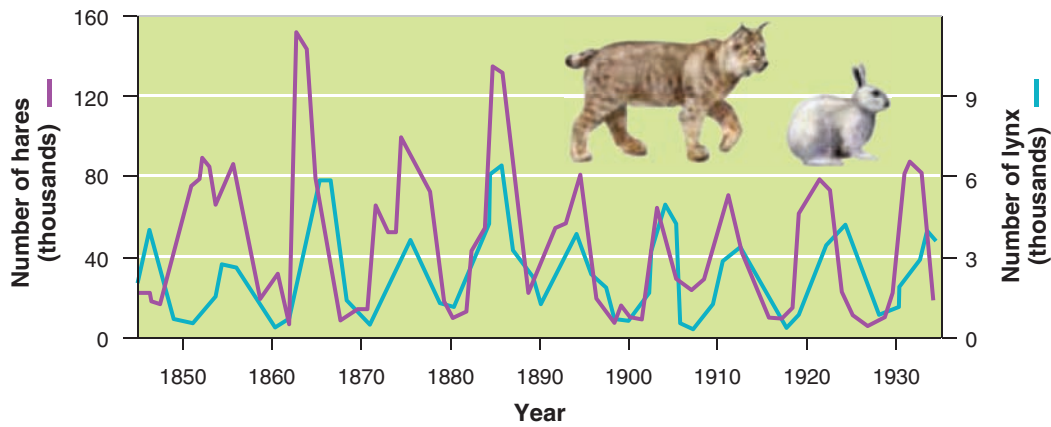 160
120
80
40
0
Number of hares
(thousands)
9
6
3
0
Number of lynx
(thousands)
1850 1860 1870 1880 1890 1900 1910 1920 1930
Year